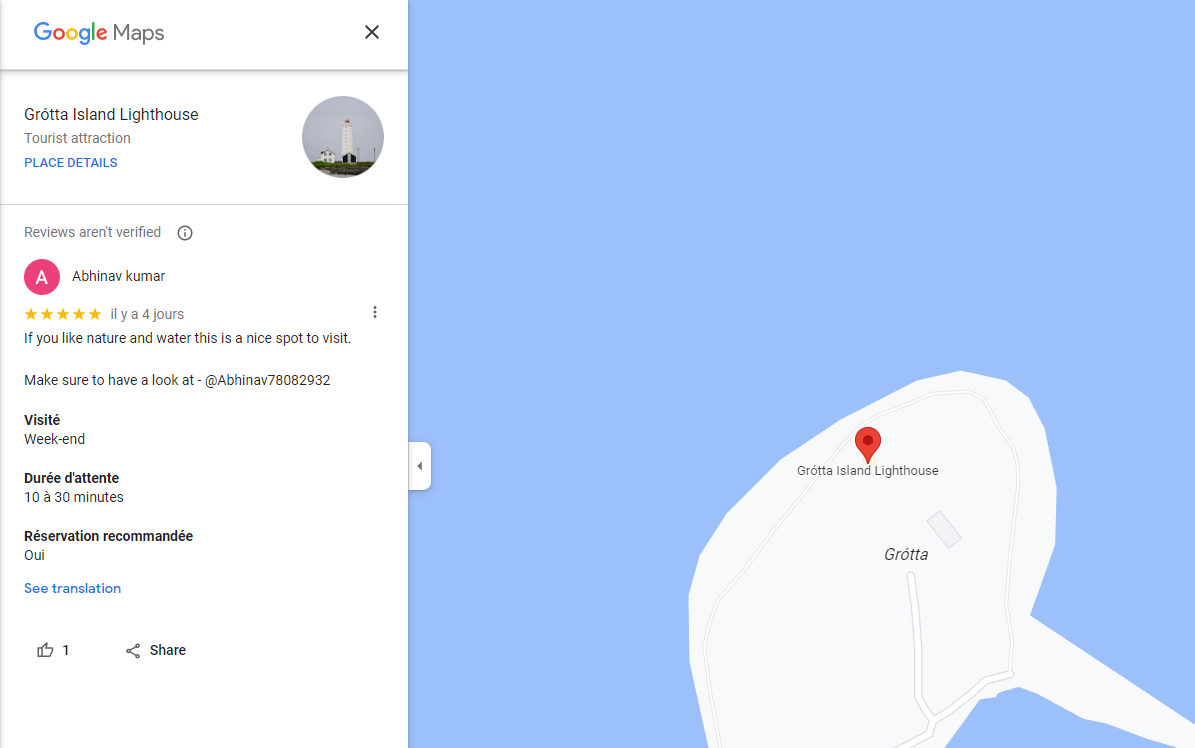 Google Maps
Grótta Island Lighthouse
Tourist attraction
PLACE DETAILS
Reviews aren't verified
A
Abhinav kumar
il y a 4 jours
If you like nature and water this is a nice spot to visit.
Make sure to have a look at - @Abhinav78082932
Visité
Week-end
Durée d'attente
10 à 30 minutes
Réservation recommandée
Oui
See translation
1
Share
Grótta Island Lighthouse
Grótta